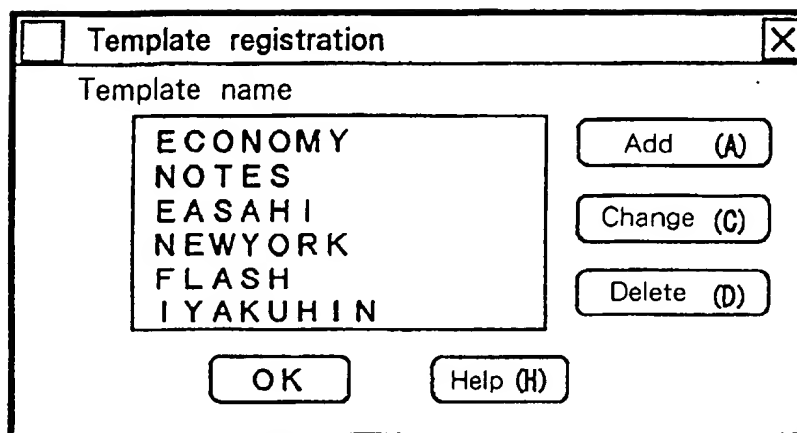 Template registration
Template name
ECONOMY
NOTES
EASAHI
NEWYORK
FLASH
IYAKUHIN
Add (A)
Change (C)
Delete (D)
OK
Help (H)